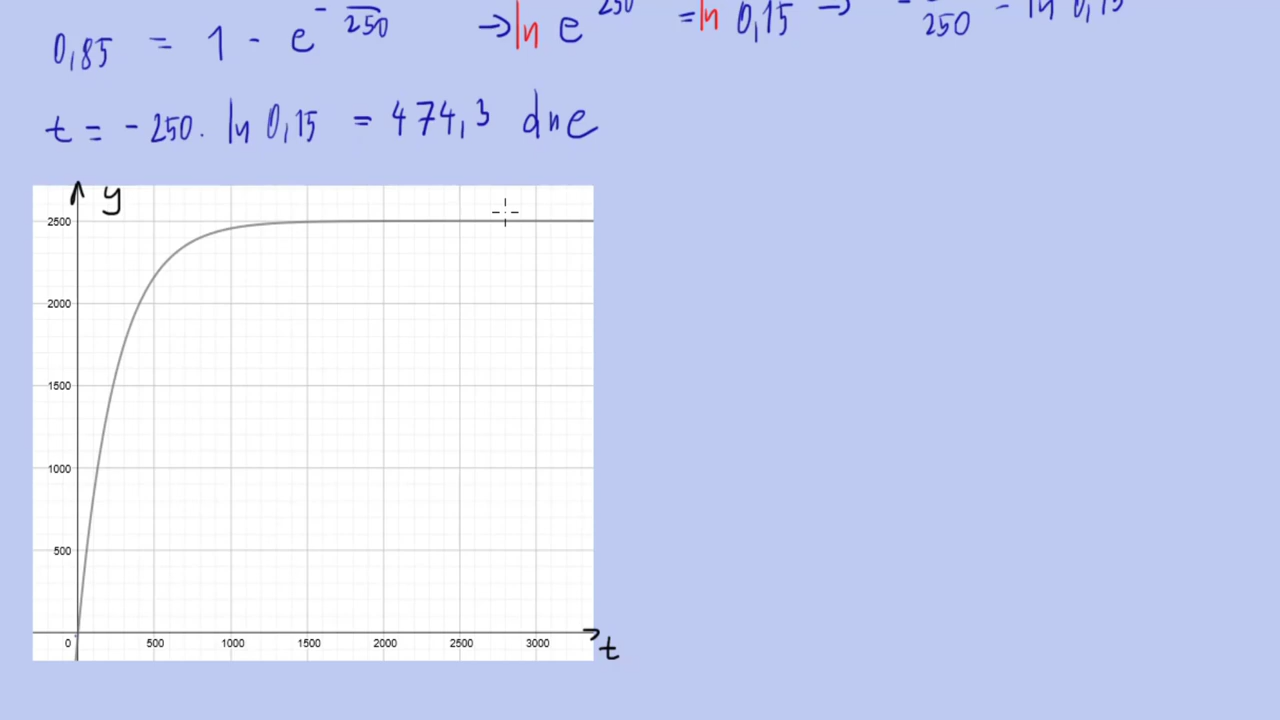 0,85 = 1 - e^-‾/250 → ln e^250 = ln 0,15 → -‾/250 = ln 0,15
t = -250. ln 0,15 = 474,3 dne
y
2500
2000
1500
1000
500
0 500 1000 1500 2000 2500 3000
t